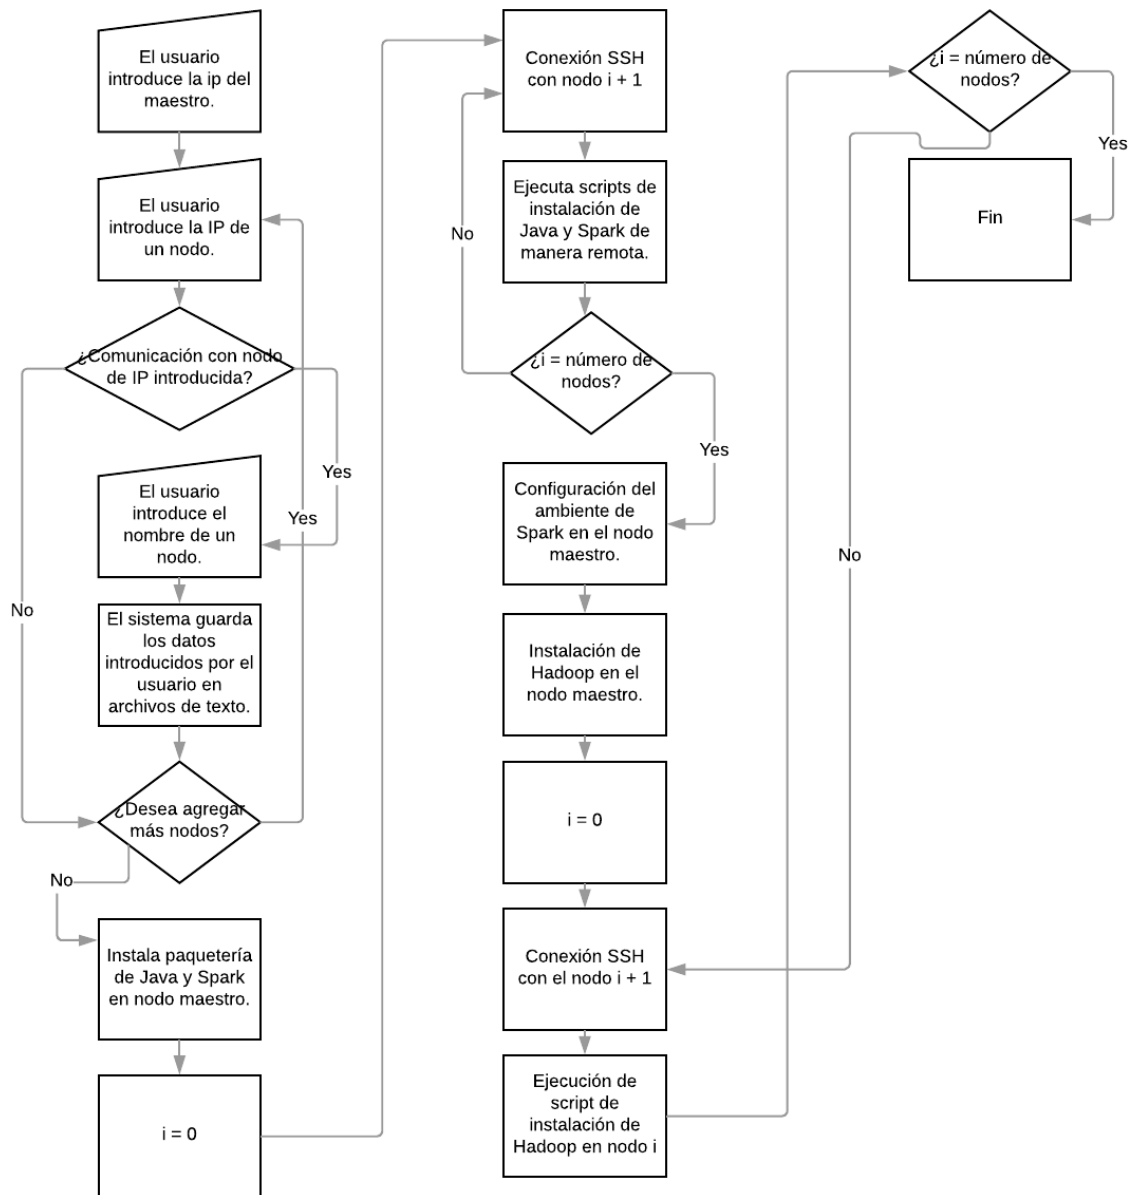 El usuario
introduce la ip del
maestro.
El usuario
introduce la IP de
un nodo.
¿Comunicación con nodo
de IP introducida?
Yes
El usuario
introduce el
nombre de un
nodo.
Yes
No
El sistema guarda
los datos
introducidos por el
usuario en
archivos de texto.
¿Desea agregar
más nodos?
No
Instala paquetería
de Java y Spark
en nodo maestro.
i = 0
Conexión SSH
con nodo i + 1
Ejecuta scripts de
instalación de
Java y Spark de
manera remota.
No
¿i = número de
nodos?
Yes
Configuración del
ambiente de
Spark en el nodo
maestro.
Instalación de
Hadoop en el
nodo maestro.
i = 0
Conexión SSH
con el nodo i + 1
Ejecución de
script de
instalación de
Hadoop en nodo i
¿i = número de
nodos?
Yes
Fin
No